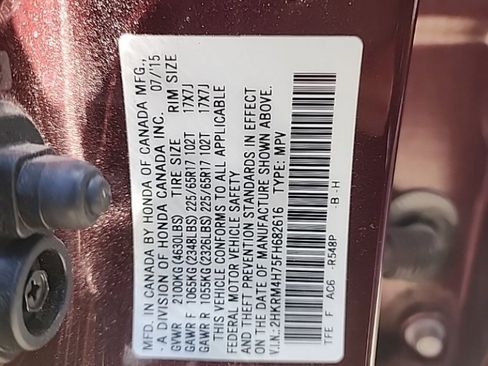 MFD. IN CANADA BY HONDA OF CANADA MFG.,
A DIVISION OF HONDA CANADA INC. 07/15
GVWR 2100KG(4630LBS) TIRE SIZE RIM SIZE
GAWR F 1065KG(2348LBS) 225/65R17 102T 17X7J
GAWR R 1055KG(2326LBS) 225/65R17 102T 17X7J
THIS VEHICLE CONFORMS TO ALL APPLICABLE
FEDERAL MOTOR VEHICLE SAFETY
AND THEFT PREVENTION STANDARDS IN EFFECT
ON THE DATE OF MANUFACTURE SHOWN ABOVE.
V.I.N.:2HKRM4H75FH682616 TYPE: MPV
TFE F AC6 -R548P -B -H